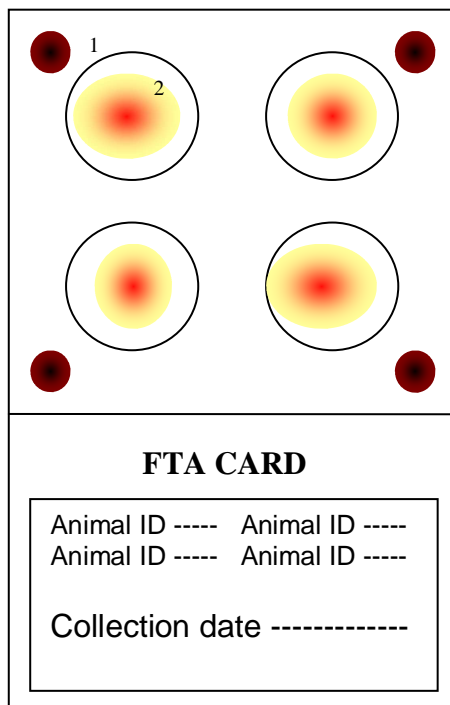 1
2
FTA CARD
Animal ID ----- Animal ID -----
Animal ID ----- Animal ID -----
Collection date -------------